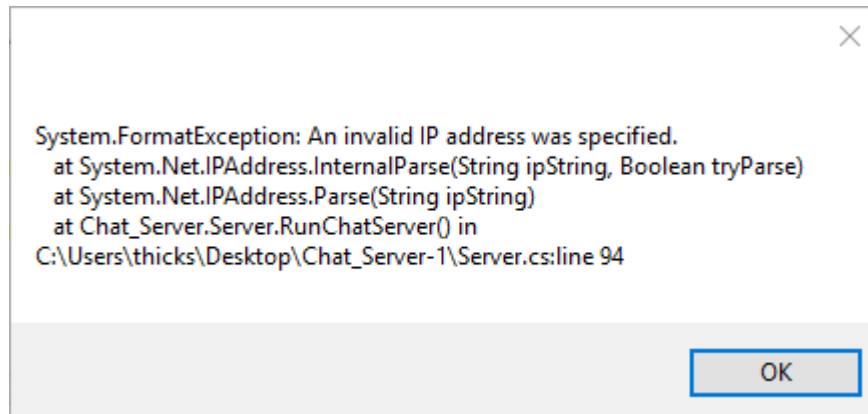 System.FormatException: An invalid IP address was specified.
at System.Net.IPAddress.InternalParse(String ipString, Boolean tryParse)
at System.Net.IPAddress.Parse(String ipString)
at Chat_Server.Server.RunChatServer() in
C:\Users\thicks\Desktop\Chat_Server-1\Server.cs:line 94
OK